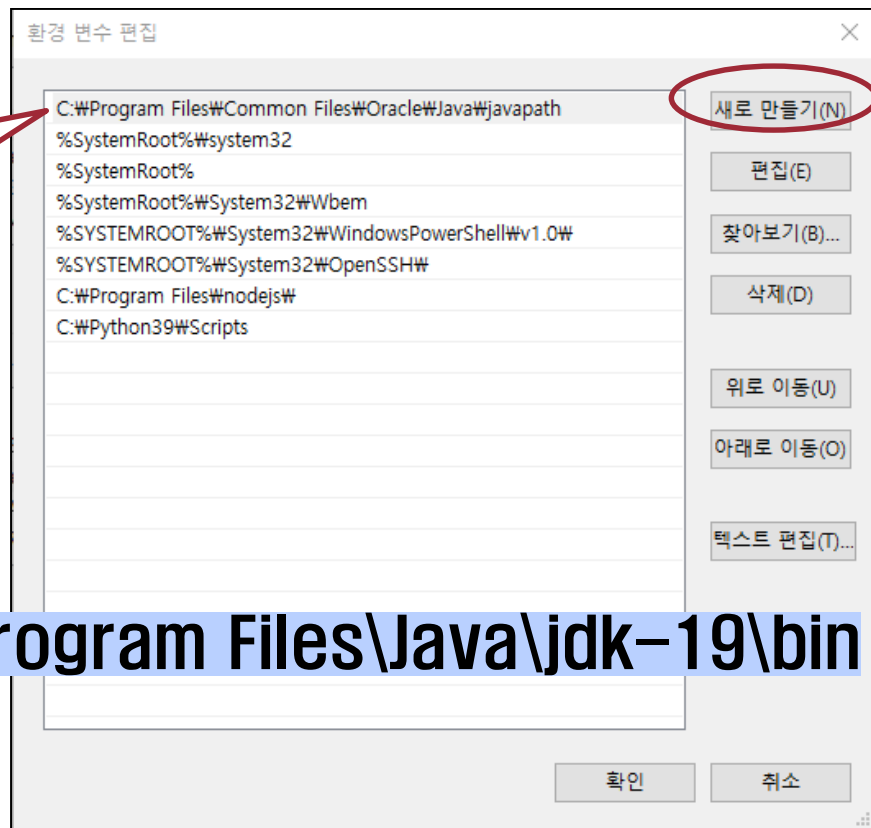 환경 변수 편집
C:₩Program Files₩Common Files₩Oracle₩Java₩javapath
%SystemRoot%₩system32
%SystemRoot%
%SystemRoot%₩System32₩Wbem
%SYSTEMROOT%₩System32₩WindowsPowerShell₩v1.0₩
%SYSTEMROOT%₩System32₩OpenSSH₩
C:₩Program Files₩nodejs₩
C:₩Python39₩Scripts
새로 만들기(N)
편집(E)
찾아보기(B)...
삭제(D)
위로 이동(U)
아래로 이동(O)
텍스트 편집(T)...
rogram Files\Java\jdk-19\bin
확인
취소